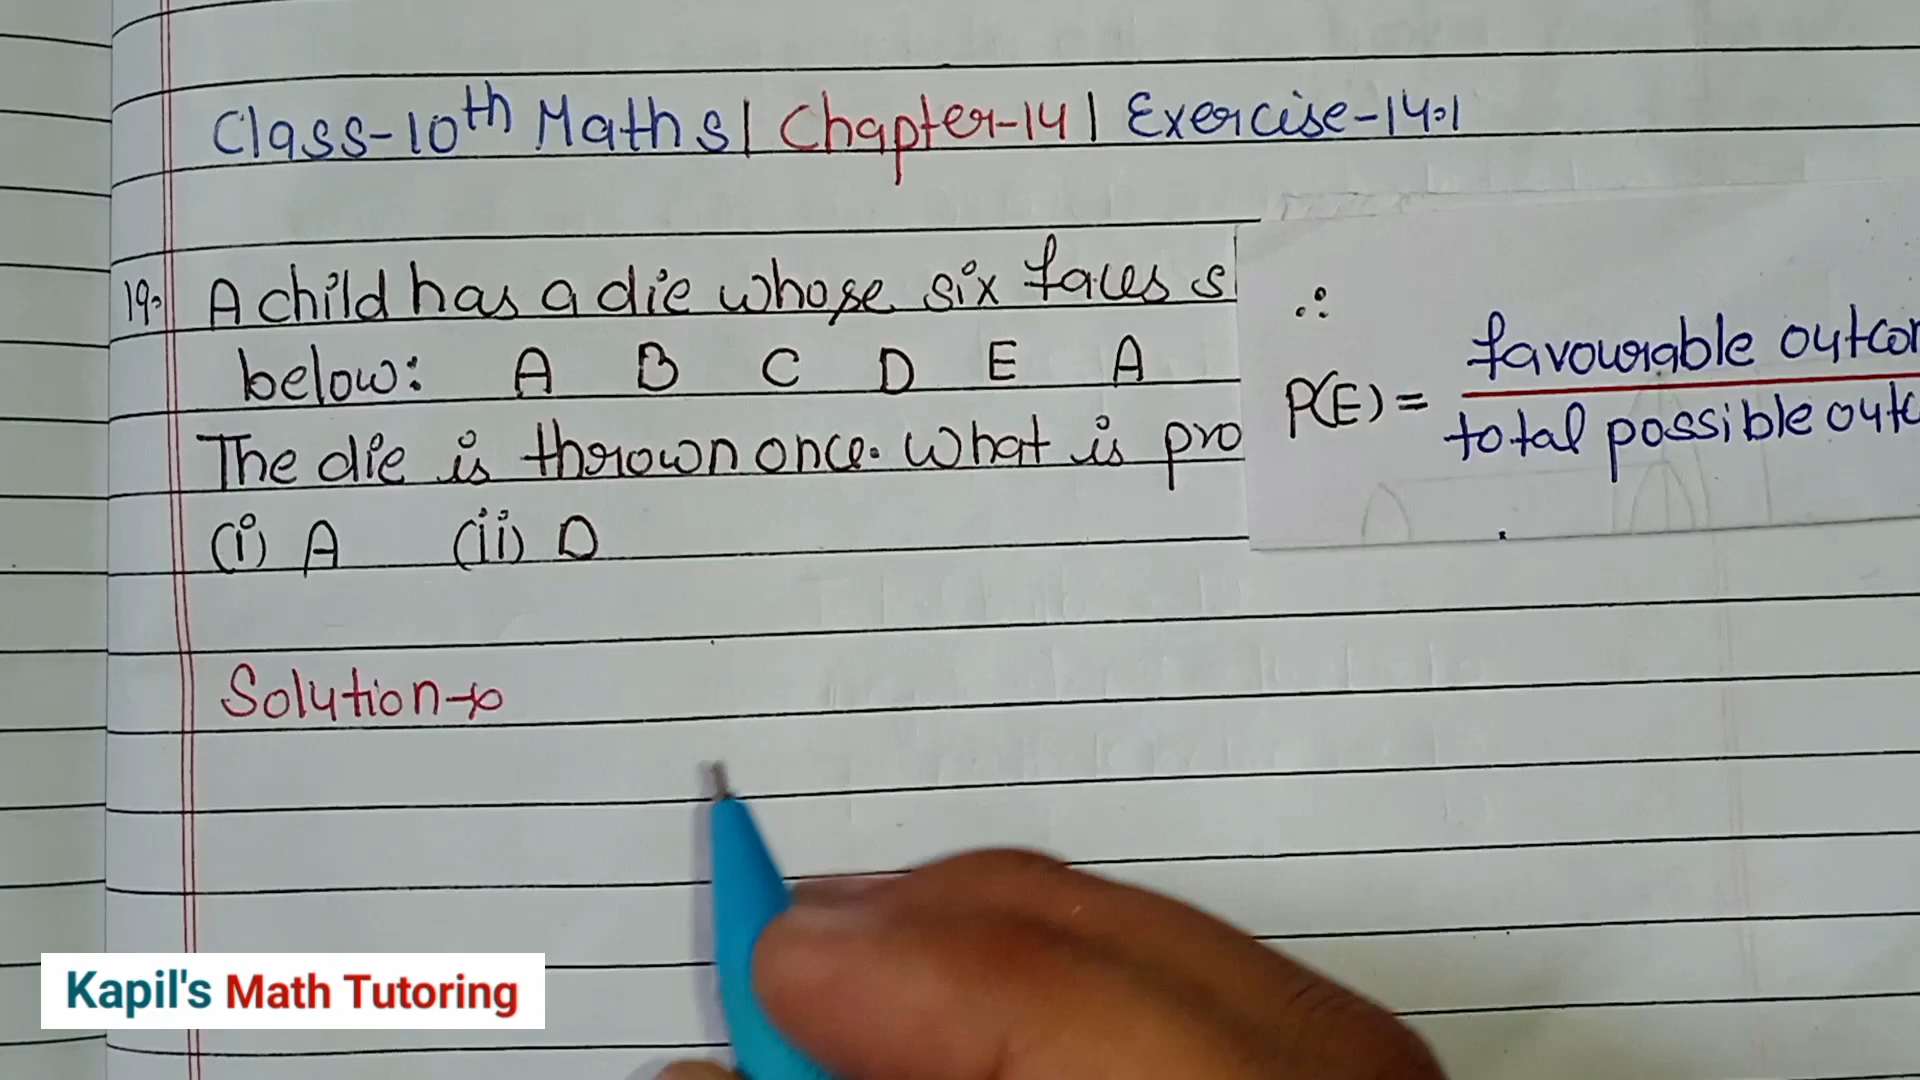 Class-10th Maths | Chapter-14 | Exercise-14.1
19. A child has a die whose six faces s
below: A B C D E A
The die is thrown once. What is pro
(i) A (ii) D
∴
P(E) = favourable outcom
total possible outc
Solution→
Kapil's Math Tutoring